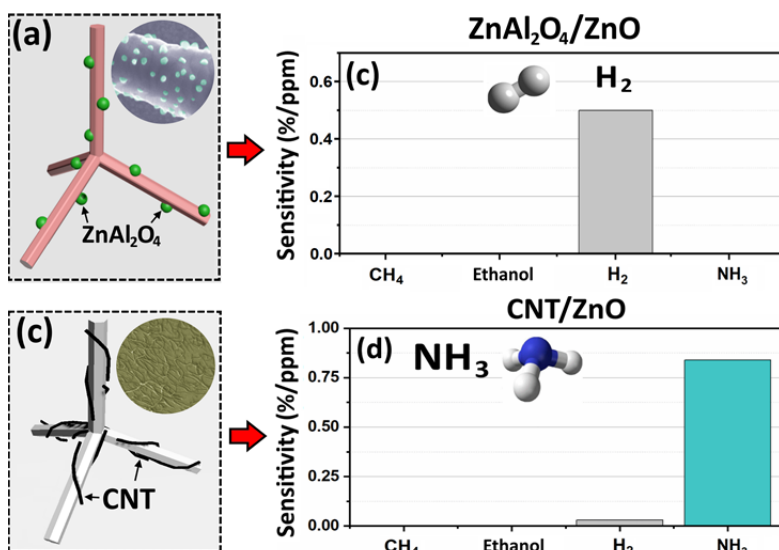 (a)
ZnAl₂O₄
ZnAl₂O₄/ZnO
(c)
H₂
Sensitivity (%/ppm)
0.6
0.4
0.2
0.0
CH₄ Ethanol H₂ NH₃
(c)
CNT
CNT/ZnO
(d)
NH₃
Sensitivity (%/ppm)
1.00
0.75
0.50
0.25
0.00
CH₄ Ethanol H₂ NH₃